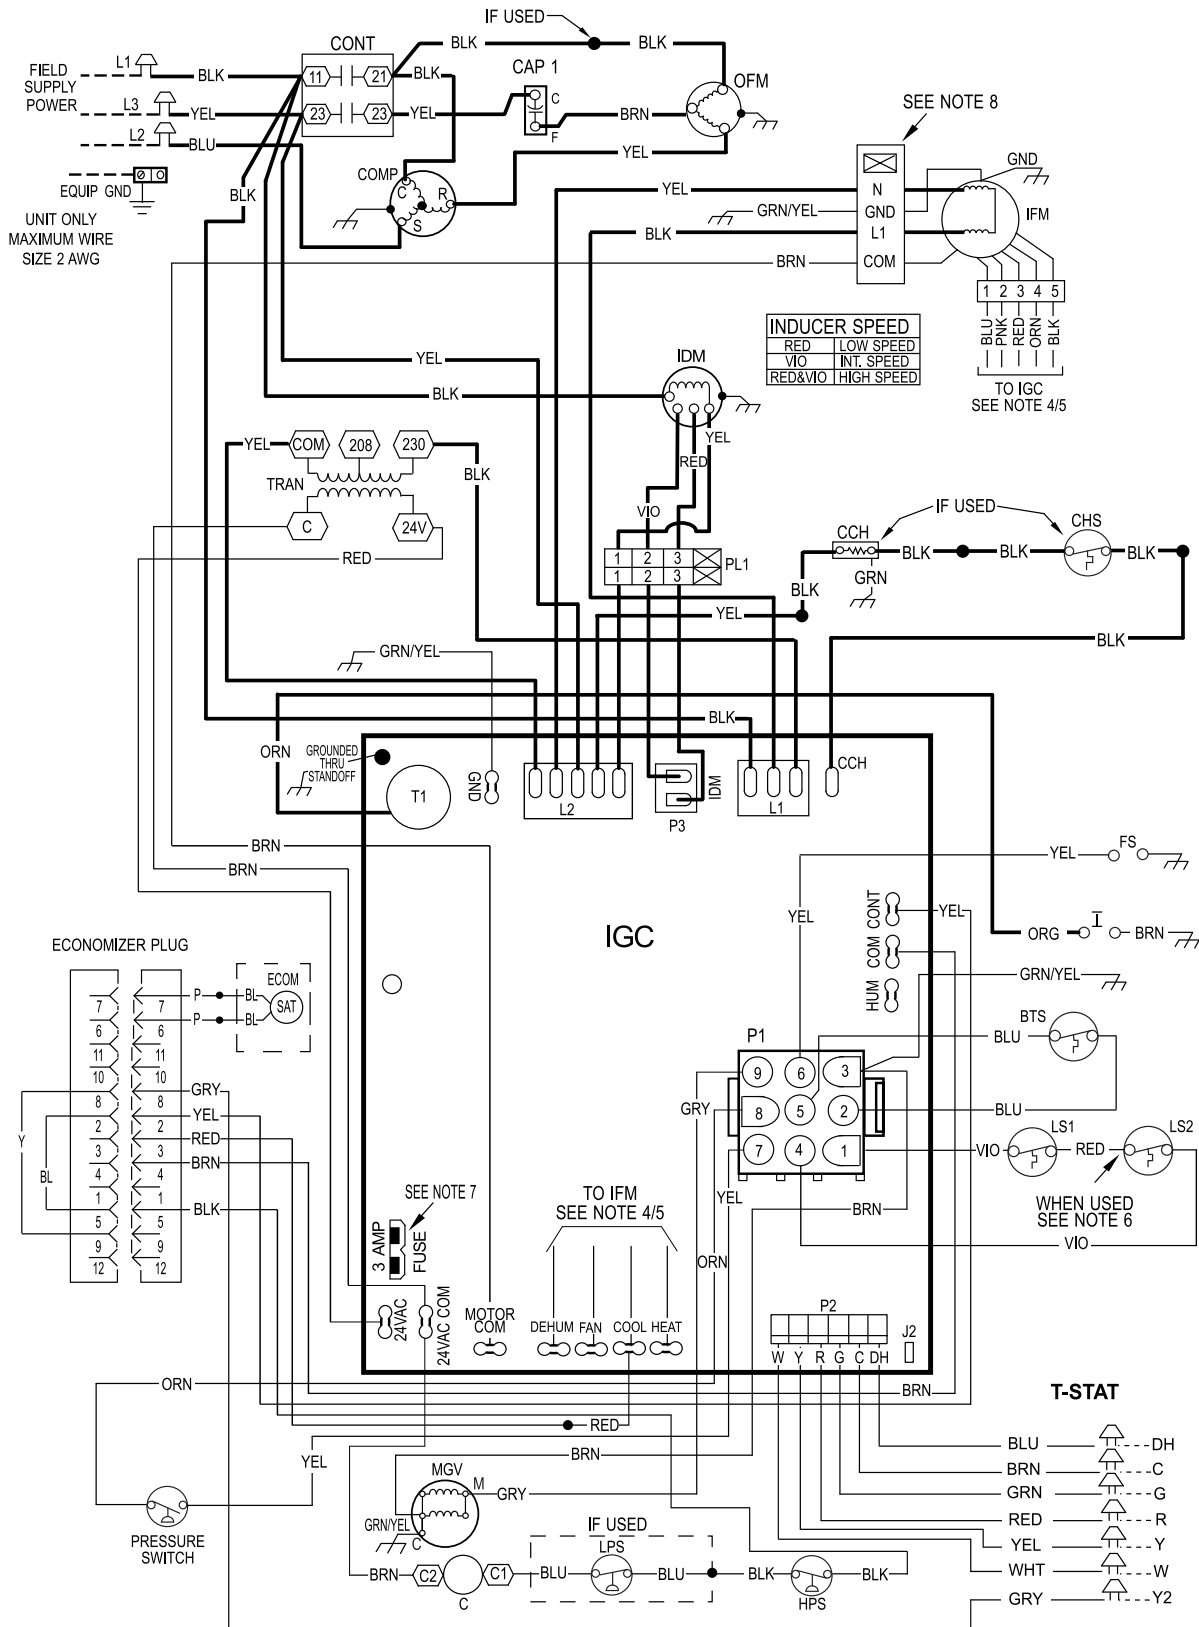 IF USED
CONT
BLK
BLK
FIELD
SUPPLY
POWER
L1
BLK
11
21
BLK
CAP 1
C
F
OFM
L3
YEL
23
23
YEL
BRN
SEE NOTE 8
L2
BLU
YEL
EQUIP GND
BLK
COMP
C
R
S
UNIT ONLY
MAXIMUM WIRE
SIZE 2 AWG
YEL
N
GND
GRN/YEL
GND
IFM
BLK
L1
BRN
COM
1 2 3 4 5
BLU
PNK
RED
ORN
BLK
TO IGC
SEE NOTE 4/5
INDUCER SPEED
RED LOW SPEED
VIO INT. SPEED
RED&VIO HIGH SPEED
YEL
IDM
BLK
YEL
RED
VIO
YEL
COM
208
230
TRAN
BLK
C
24V
RED
IF USED
CCH
CHS
BLK
BLK
BLK
GRN
BLK
1 2 3
1 2 3
PL1
YEL
BLK
GRN/YEL
BLK
ORN
GROUNDED
THRU
STANDOFF
T1
GND
L2
P3
IDM
L1
CCH
BRN
BRN
YEL
FS
YEL
CONT
YEL
IGC
COM
ORG
I
BRN
HUM
GRN/YEL
ECONOMIZER PLUG
ECOM
SAT
P
BL
P
BL
7 7
6 6
11 11
10 10
8 8
2 2
3 3
4 4
1 1
5 5
9 9
12 12
GRY
YEL
RED
BRN
BLK
Y
BL
P1
9 6 3
8 5 2
7 4 1
GRY
BTS
BLU
BLU
LS1
LS2
VIO
RED
WHEN USED
SEE NOTE 6
VIO
YEL
BRN
ORN
SEE NOTE 7
3 AMP
FUSE
TO IFM
SEE NOTE 4/5
24VAC
24VAC COM
MOTOR
COM
DEHUM
FAN
COOL
HEAT
P2
W Y R G C DH
J2
ORN
BRN
RED
T-STAT
YEL
BRN
BLU DH
BRN C
GRN G
RED R
YEL Y
WHT W
GRY Y2
MGV
M
GRY
GRN/YEL
C
PRESSURE
SWITCH
IF USED
LPS
BRN
C2
C1
C
BLU
BLU
BLK
HPS
BLK